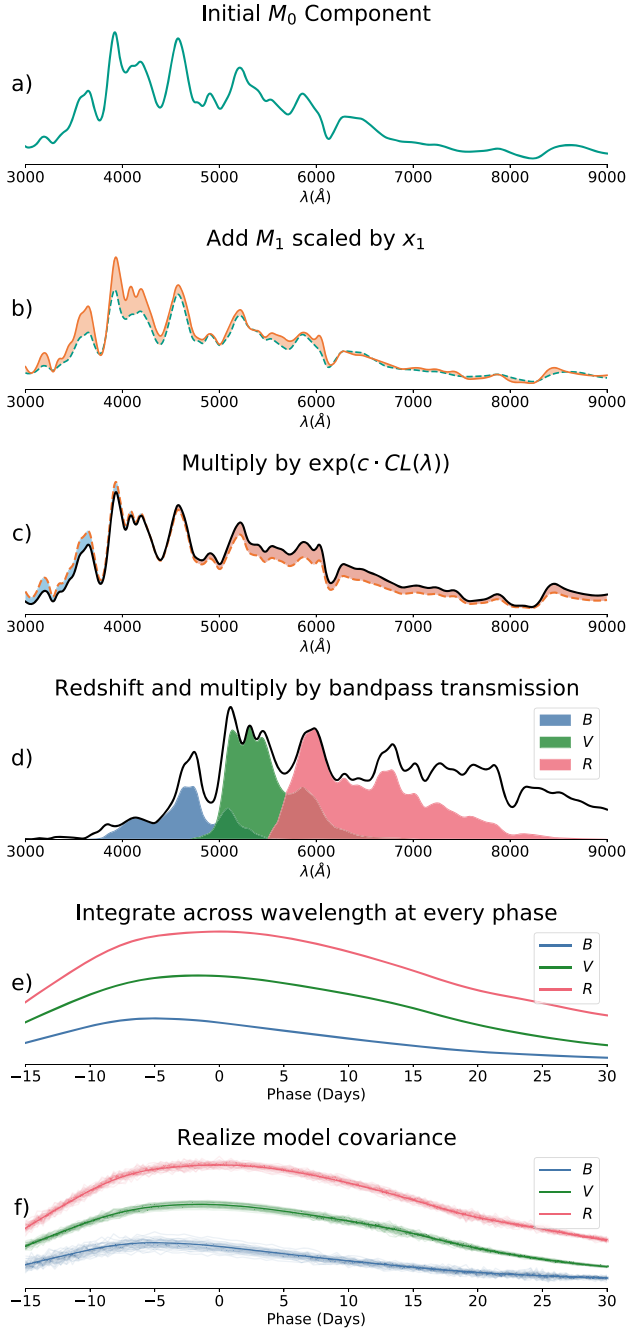 Initial M₀ Component
a)
3000 4000 5000 6000 7000 8000 9000
λ(Å)
Add M₁ scaled by x₁
b)
3000 4000 5000 6000 7000 8000 9000
λ(Å)
Multiply by exp(c · CL(λ))
c)
3000 4000 5000 6000 7000 8000 9000
λ(Å)
Redshift and multiply by bandpass transmission
B
V
R
d)
3000 4000 5000 6000 7000 8000 9000
λ(Å)
Integrate across wavelength at every phase
B
V
R
e)
−15 −10 −5 0 5 10 15 20 25 30
Phase (Days)
Realize model covariance
B
V
R
f)
−15 −10 −5 0 5 10 15 20 25 30
Phase (Days)